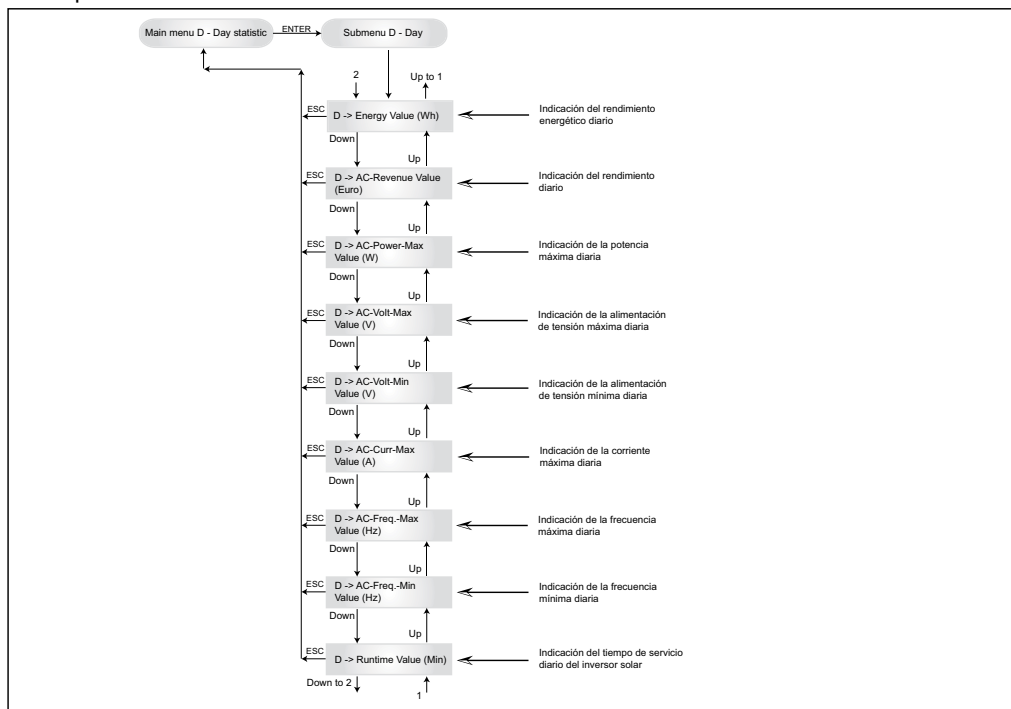 Main menu D - Day statistic
ENTER
Submenu D - Day
2
Up to 1
ESC
D -> Energy Value (Wh)
Indicación del rendimiento
energético diario
Down
Up
ESC
D -> AC-Revenue Value
(Euro)
Indicación del rendimiento
diario
Down
Up
ESC
D -> AC-Power-Max
Value (W)
Indicación de la potencia
máxima diaria
Down
Up
ESC
D -> AC-Volt-Max
Value (V)
Indicación de la alimentación
de tensión máxima diaria
Down
Up
ESC
D -> AC-Volt-Min
Value (V)
Indicación de la alimentación
de tensión mínima diaria
Down
Up
ESC
D -> AC-Curr-Max
Value (A)
Indicación de la corriente
máxima diaria
Down
Up
ESC
D -> AC-Freq.-Max
Value (Hz)
Indicación de la frecuencia
máxima diaria
Down
Up
ESC
D -> AC-Freq.-Min
Value (Hz)
Indicación de la frecuencia
mínima diaria
Down
Up
ESC
D -> Runtime Value (Min)
Indicación del tiempo de servicio
diario del inversor solar
Down to 2
1